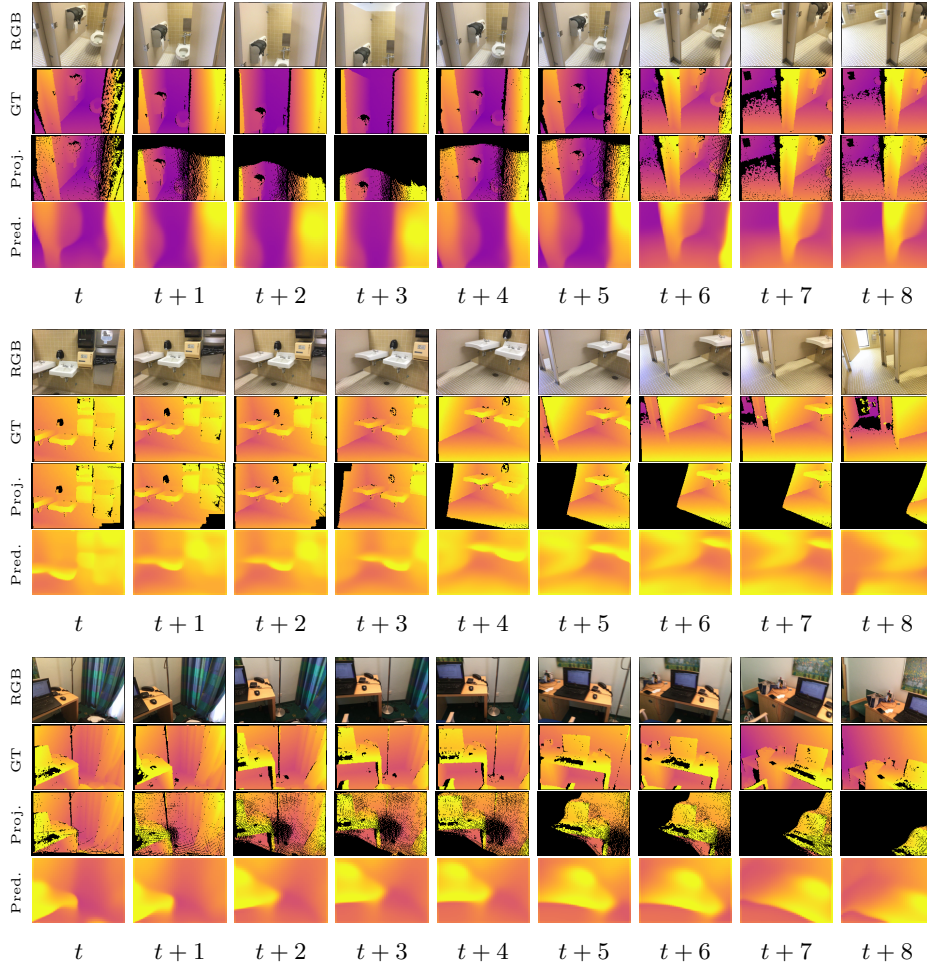 RGB
GT
Proj.
Pred.
t t + 1 t + 2 t + 3 t + 4 t + 5 t + 6 t + 7 t + 8
RGB
GT
Proj.
Pred.
t t + 1 t + 2 t + 3 t + 4 t + 5 t + 6 t + 7 t + 8
RGB
GT
Proj.
Pred.
t t + 1 t + 2 t + 3 t + 4 t + 5 t + 6 t + 7 t + 8